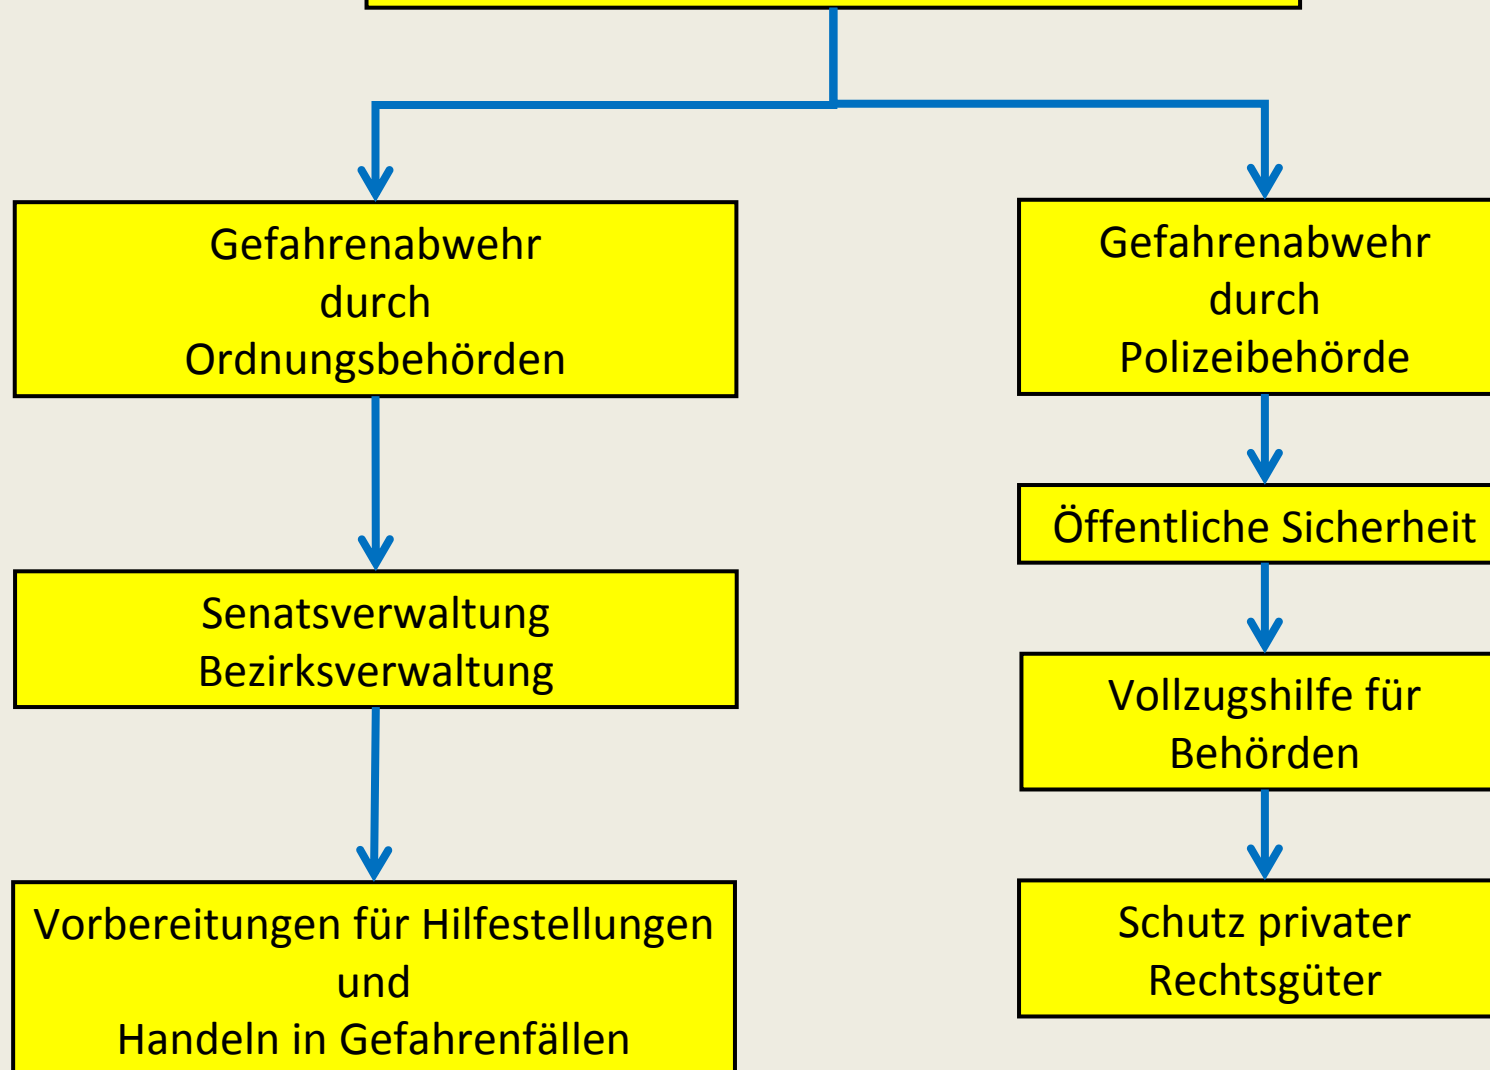 Gefahrenabwehr
durch
Ordnungsbehörden
Senatsverwaltung
Bezirksverwaltung
Vorbereitungen für Hilfestellungen
und
Handeln in Gefahrenfällen
Gefahrenabwehr
durch
Polizeibehörde
Öffentliche Sicherheit
Vollzugshilfe für
Behörden
Schutz privater
Rechtsgüter